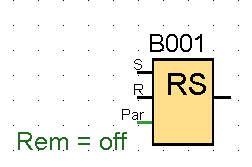 B001
S
R
RS
Par
Rem = off